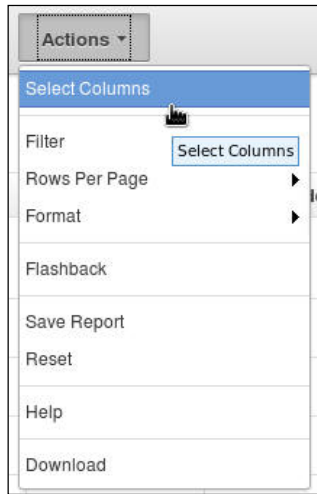 Actions
Select Columns
Filter
Select Columns
Rows Per Page
Format
Flashback
Save Report
Reset
Help
Download